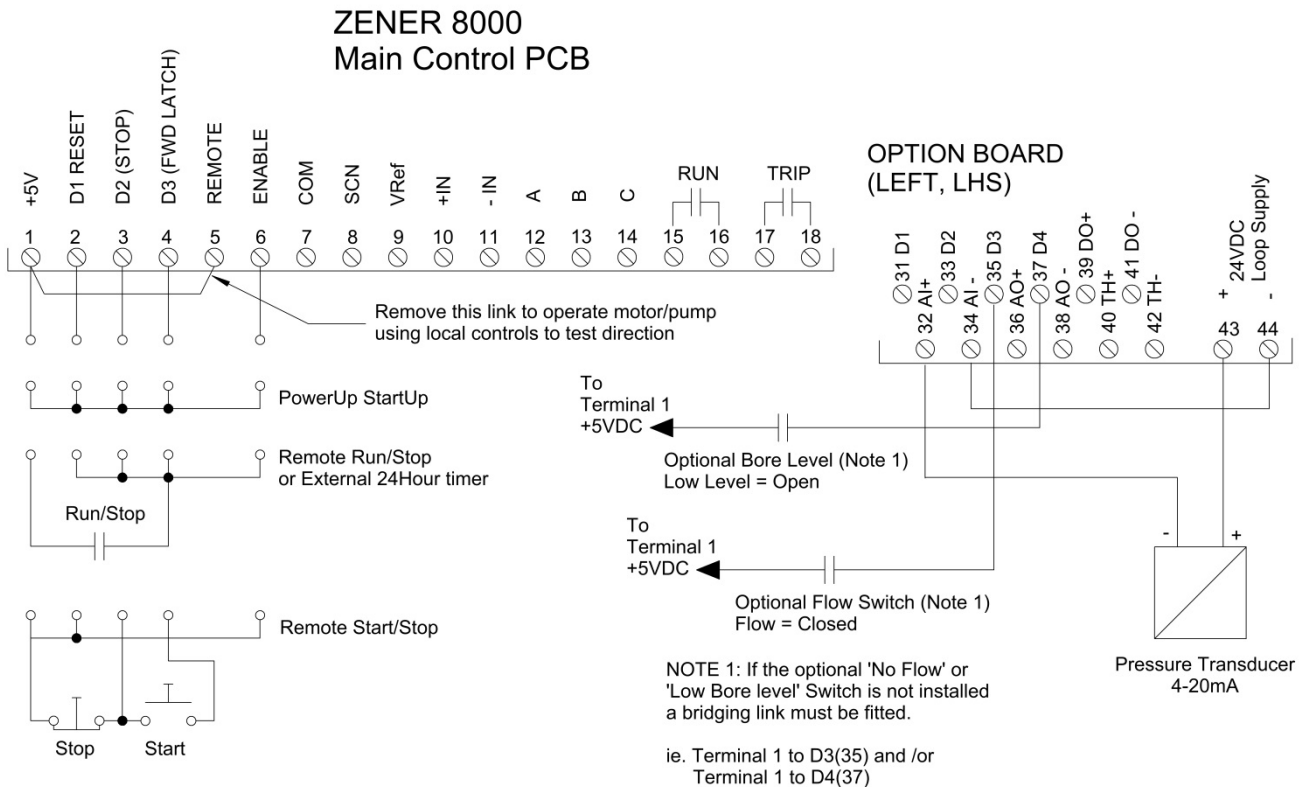 ZENER 8000
Main Control PCB
+5V
D1 RESET
D2 (STOP)
D3 (FWD LATCH)
REMOTE
ENABLE
COM
SCN
VRef
+IN
-IN
A
B
C
RUN
TRIP
1 2 3 4 5 6 7 8 9 10 11 12 13 14 15 16 17 18
Remove this link to operate motor/pump
using local controls to test direction
PowerUp StartUp
Remote Run/Stop
or External 24Hour timer
Run/Stop
Remote Start/Stop
Stop
Start
OPTION BOARD
(LEFT, LHS)
31 D1
32 AI+
33 D2
34 AI -
35 D3
36 AO+
37 D4
38 AO -
39 DO+
40 TH+
41 DO -
42 TH-
+ 24VDC -
Loop Supply
43 44
To
Terminal 1
+5VDC
Optional Bore Level (Note 1)
Low Level = Open
To
Terminal 1
+5VDC
Optional Flow Switch (Note 1)
Flow = Closed
- +
Pressure Transducer
4-20mA
NOTE 1: If the optional 'No Flow' or
'Low Bore level' Switch is not installed
a bridging link must be fitted.
ie. Terminal 1 to D3(35) and /or
Terminal 1 to D4(37)